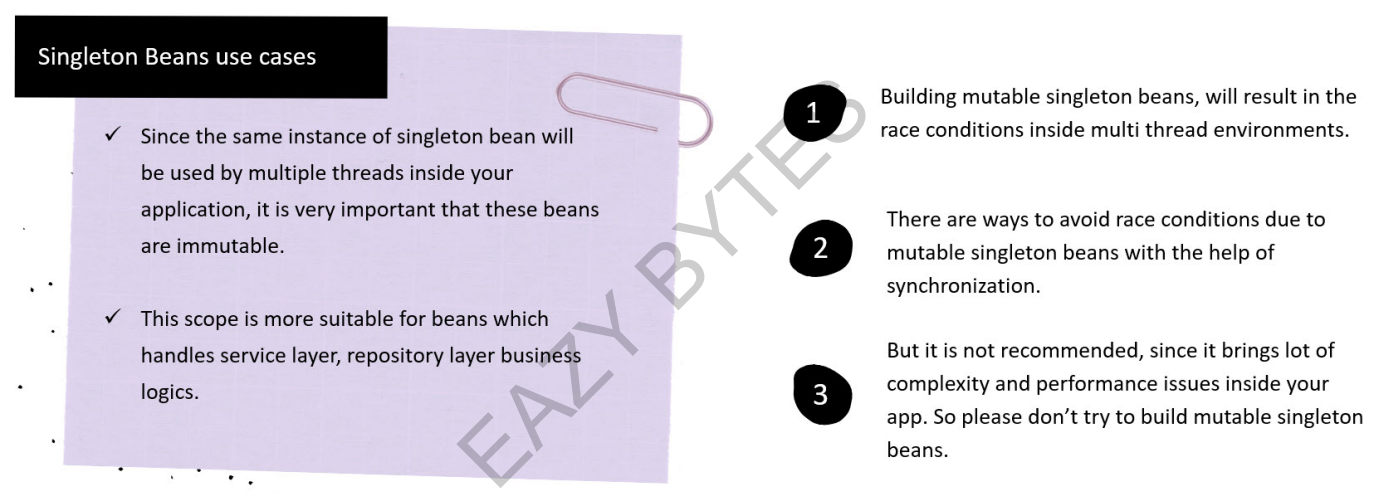 Singleton Beans use cases
✓ Since the same instance of singleton bean will
be used by multiple threads inside your
application, it is very important that these beans
are immutable.
✓ This scope is more suitable for beans which
handles service layer, repository layer business
logics.
1
Building mutable singleton beans, will result in the
race conditions inside multi thread environments.
2
There are ways to avoid race conditions due to
mutable singleton beans with the help of
synchronization.
3
But it is not recommended, since it brings lot of
complexity and performance issues inside your
app. So please don’t try to build mutable singleton
beans.
EAZY BYTES